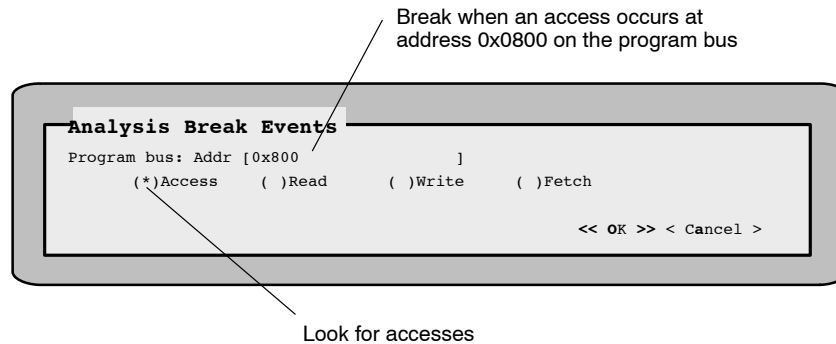 Break when an access occurs at
address 0x0800 on the program bus
Analysis Break Events
Program bus: Addr [0x800 ]
(*)Access ( )Read ( )Write ( )Fetch
<< OK >> < Cancel >
Look for accesses